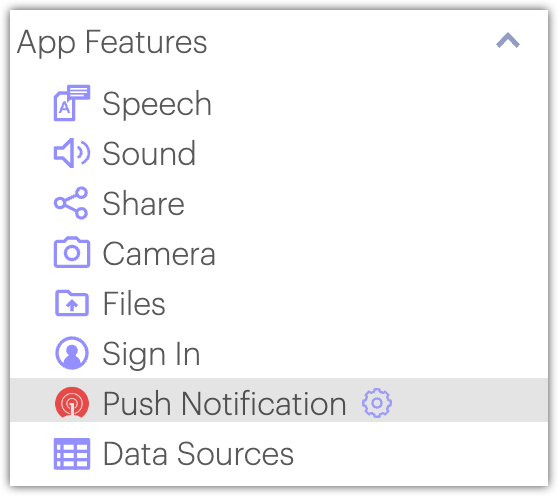 App Features
Speech
Sound
Share
Camera
Files
Sign In
Push Notification
Data Sources